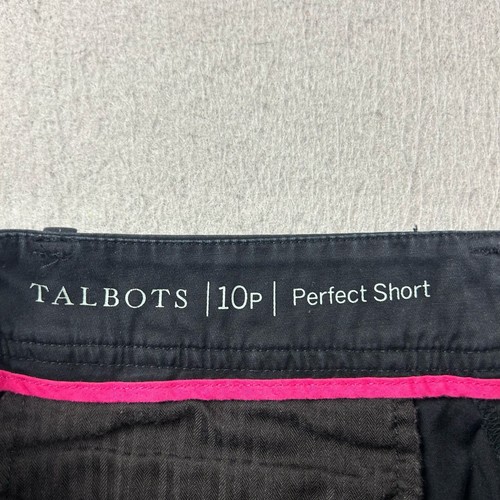 TALBOTS | 10P | Perfect Short